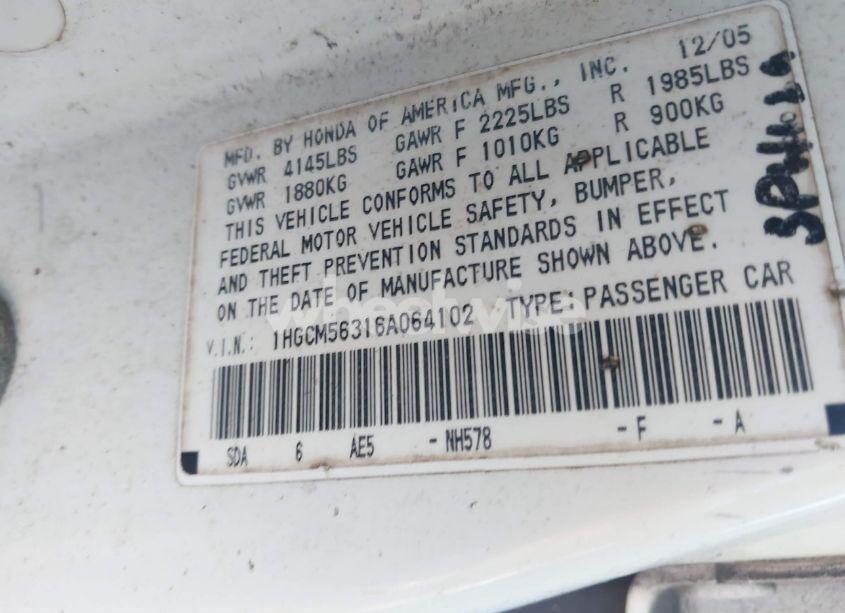 MFD. BY HONDA OF AMERICA MFG., INC. 12/05
GVWR 4145LBS GAWR F 2225LBS R 1985LBS
GVWR 1880KG GAWR F 1010KG R 900KG
THIS VEHICLE CONFORMS TO ALL APPLICABLE
FEDERAL MOTOR VEHICLE SAFETY, BUMPER,
AND THEFT PREVENTION STANDARDS IN EFFECT
ON THE DATE OF MANUFACTURE SHOWN ABOVE.
V.I.N.: 1HGCM56316A064102 TYPE: PASSENGER CAR
SDA 6 AE5 -NH578 -F -A
wheelwise